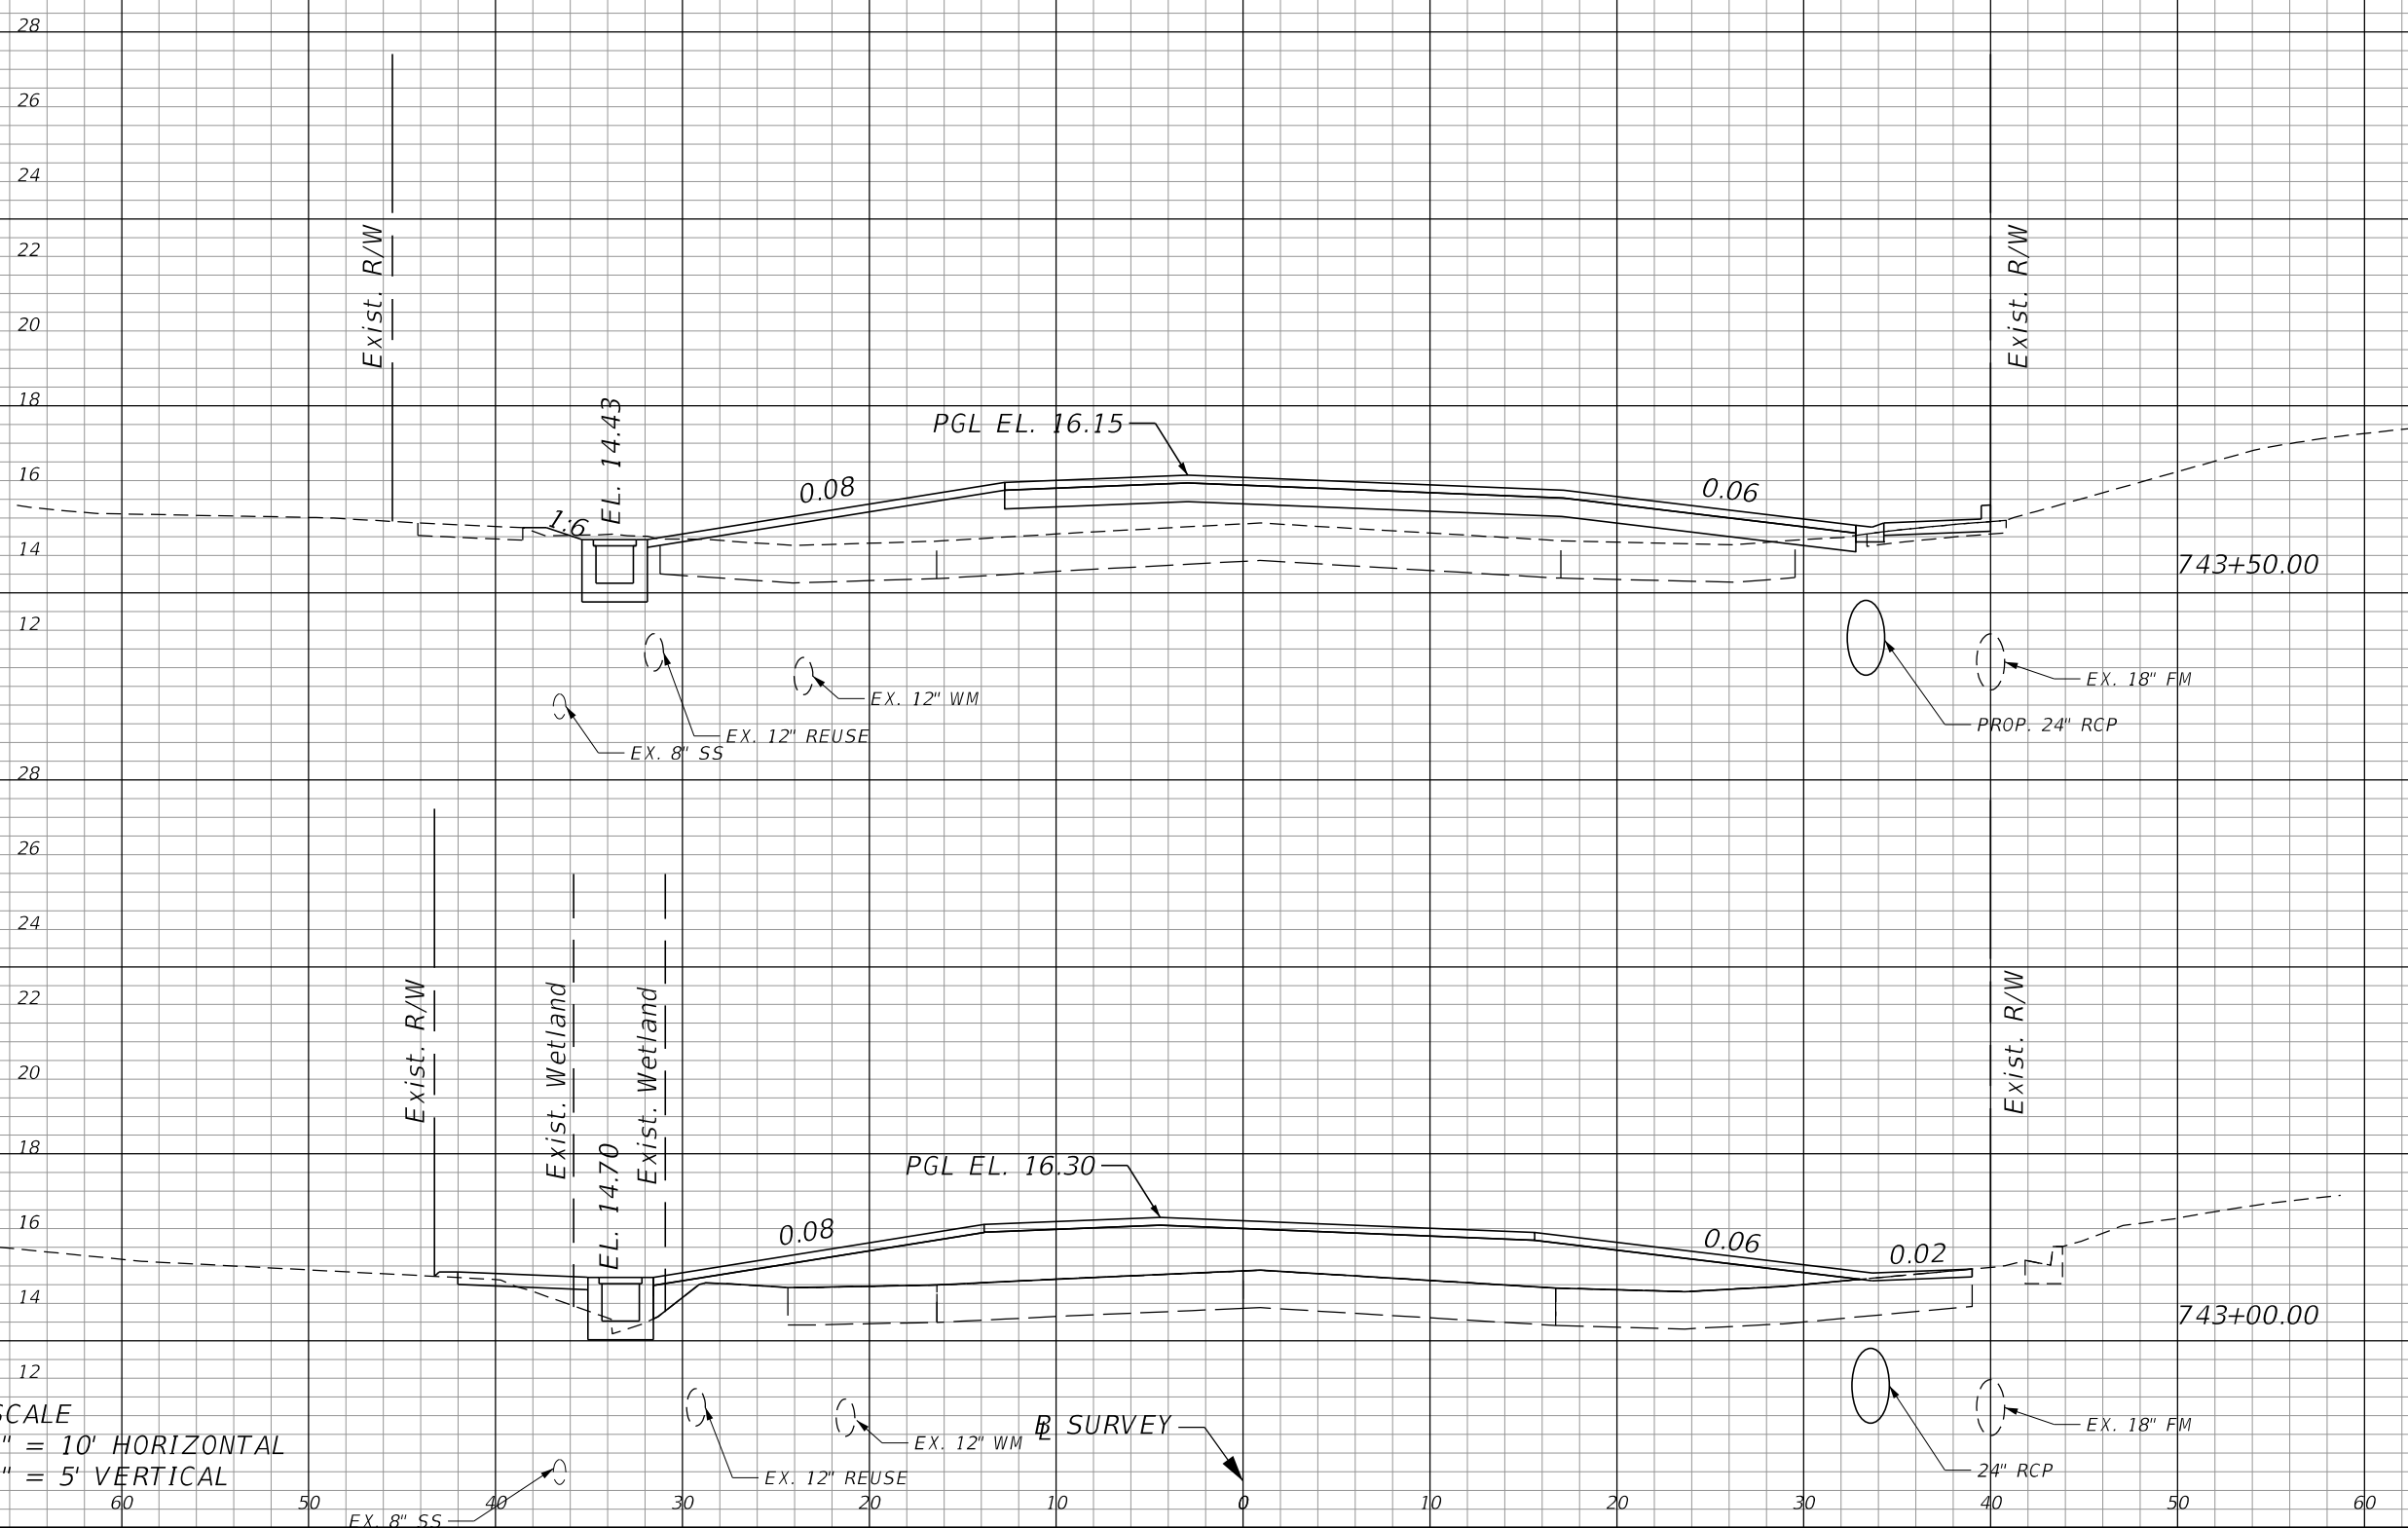 28
26
24
22
20
18
16
14
12
Exist. R/W
Exist. R/W
EL. 14.43
PGL EL. 16.15
0.08
0.06
1:6
743+50.00
EX. 12" WM
EX. 18" FM
PROP. 24" RCP
EX. 12" REUSE
EX. 8" SS
28
26
24
22
20
18
16
14
12
Exist. R/W
Exist. Wetland
Exist. Wetland
Exist. R/W
EL. 14.70
PGL EL. 16.30
0.08
0.06
0.02
743+00.00
SCALE
" = 10' HORIZONTAL
" = 5' VERTICAL
BL SURVEY
EX. 12" WM
EX. 18" FM
24" RCP
EX. 12" REUSE
EX. 8" SS
60 50 40 30 20 10 0 10 20 30 40 50 60